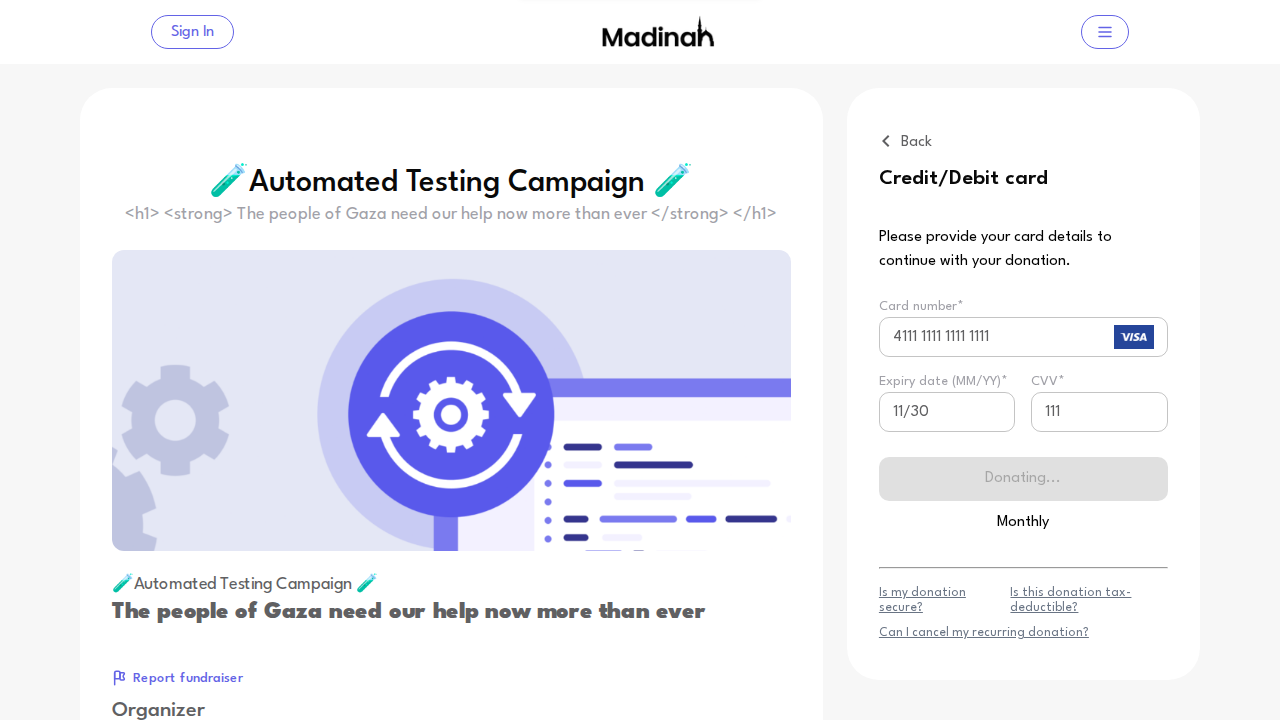 Sign In
Madinah
🧪Automated Testing Campaign 🧪
<h1> <strong> The people of Gaza need our help now more than ever </strong> </h1>
🧪Automated Testing Campaign 🧪
The people of Gaza need our help now more than ever
Report fundraiser
Organizer
Back
Credit/Debit card
Please provide your card details to
continue with your donation.
Card number*
4111 1111 1111 1111
VISA
Expiry date (MM/YY)*
CVV*
11/30
111
Donating...
Monthly
Is my donation
secure?
Is this donation tax-
deductible?
Can I cancel my recurring donation?